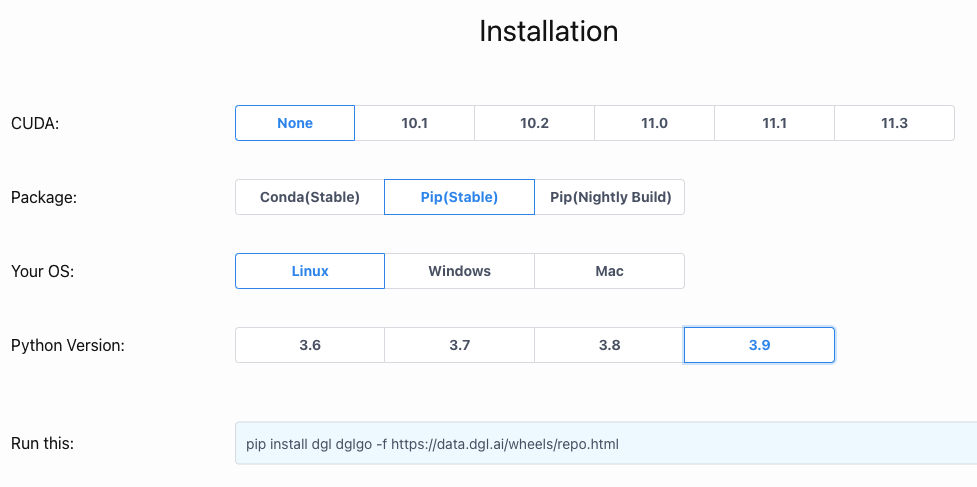 Installation
CUDA: None 10.1 10.2 11.0 11.1 11.3
Package: Conda(Stable) Pip(Stable) Pip(Nightly Build)
Your OS: Linux Windows Mac
Python Version: 3.6 3.7 3.8 3.9
Run this: pip install dgl dglgo -f https://data.dgl.ai/wheels/repo.html